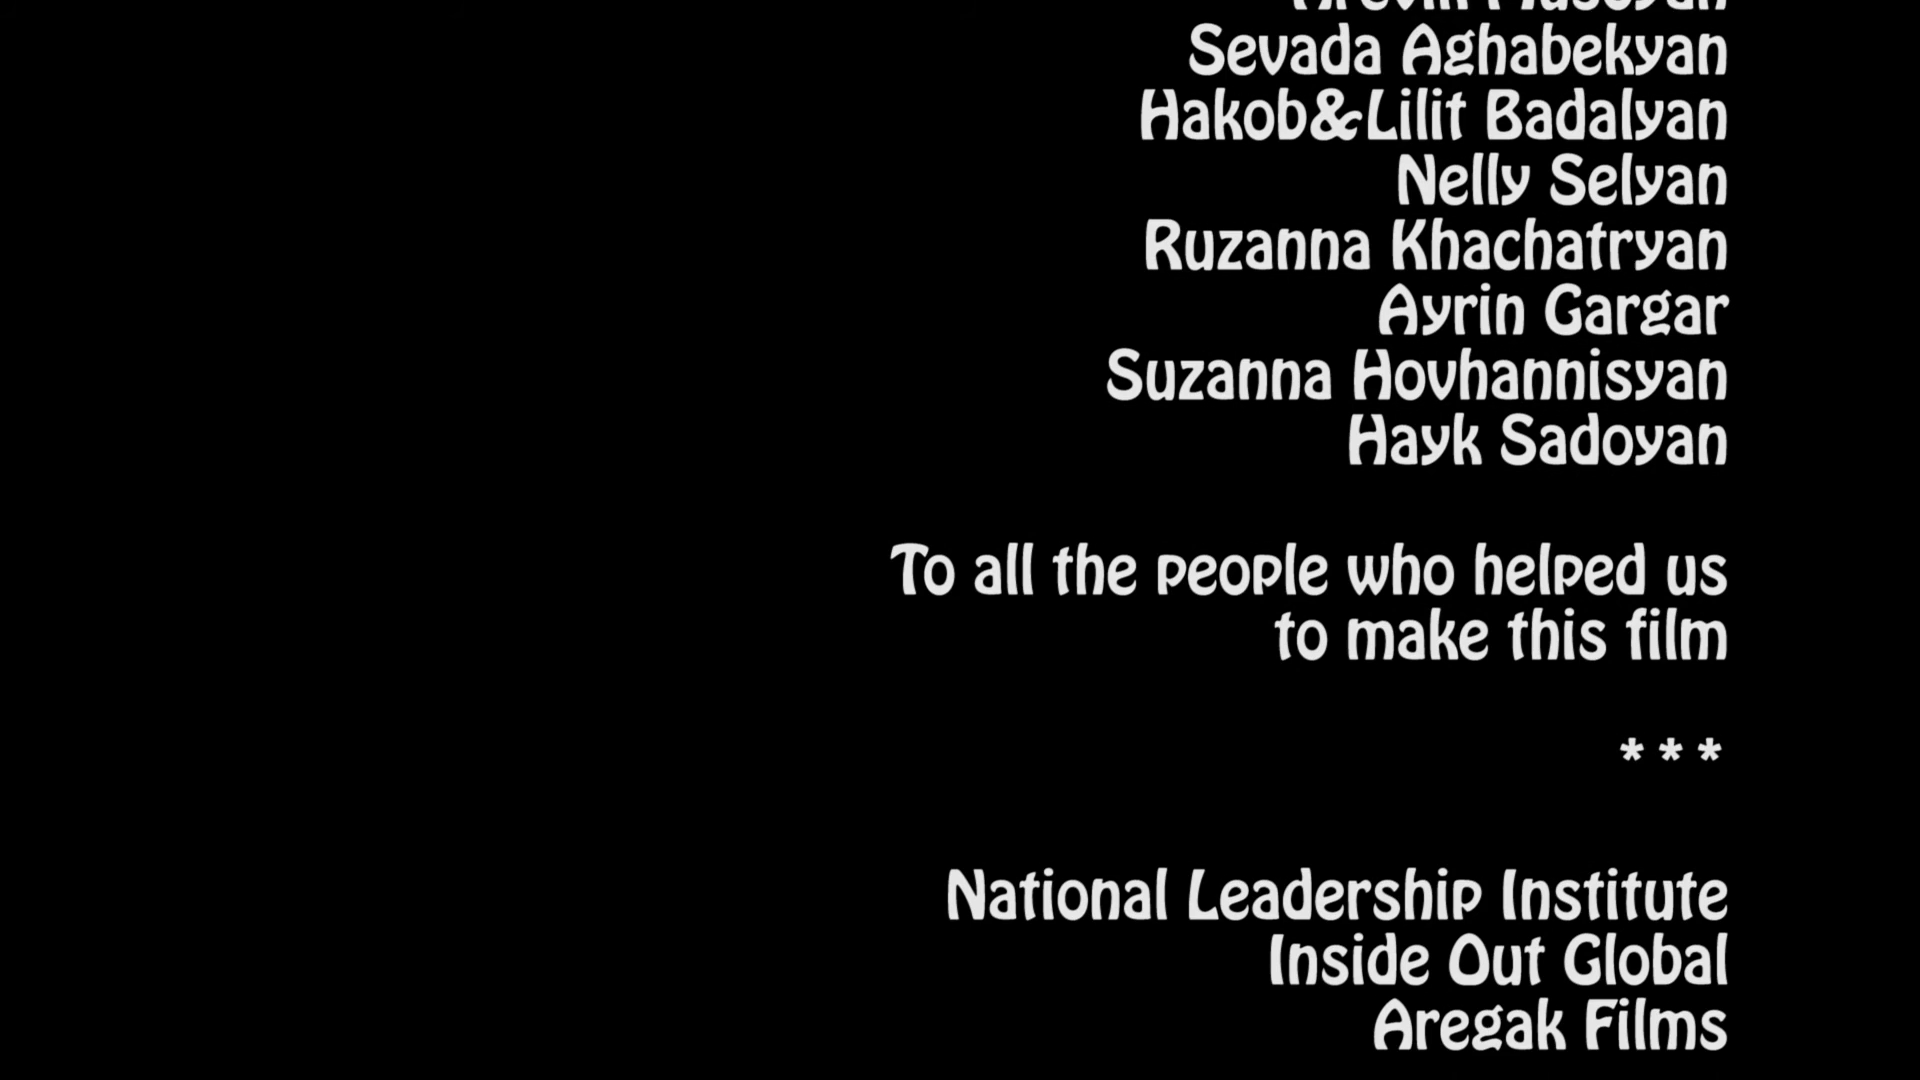 Sevada Aghabekyan
Hakob&Lilit Badalyan
Nelly Selyan
Ruzanna Khachatryan
Ayrin Gargar
Suzanna Hovhannisyan
Hayk Sadoyan
To all the people who helped us
to make this film
* * *
National Leadership Institute
Inside Out Global
Aregak Films